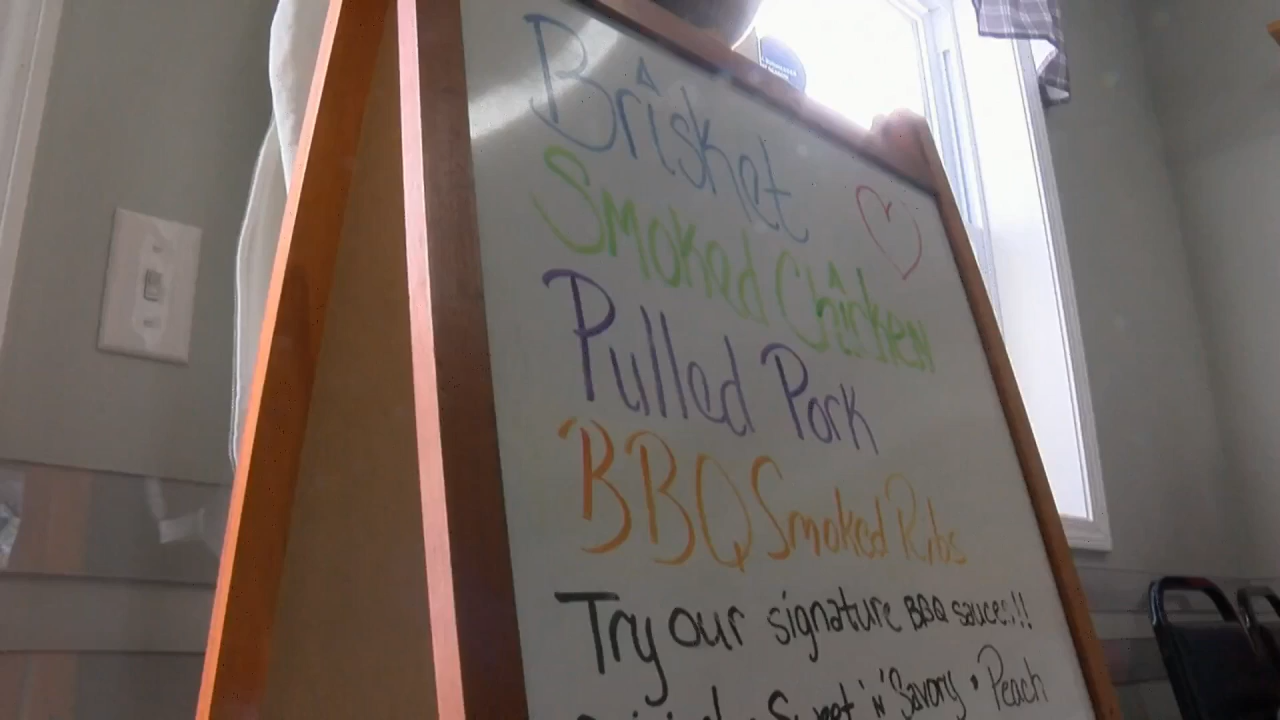 Brisket
Smoked Chicken
Pulled Pork
BBQ Smoked Ribs
Try our signature BBQ sauces!!
Sweet 'n' Savory • Peach